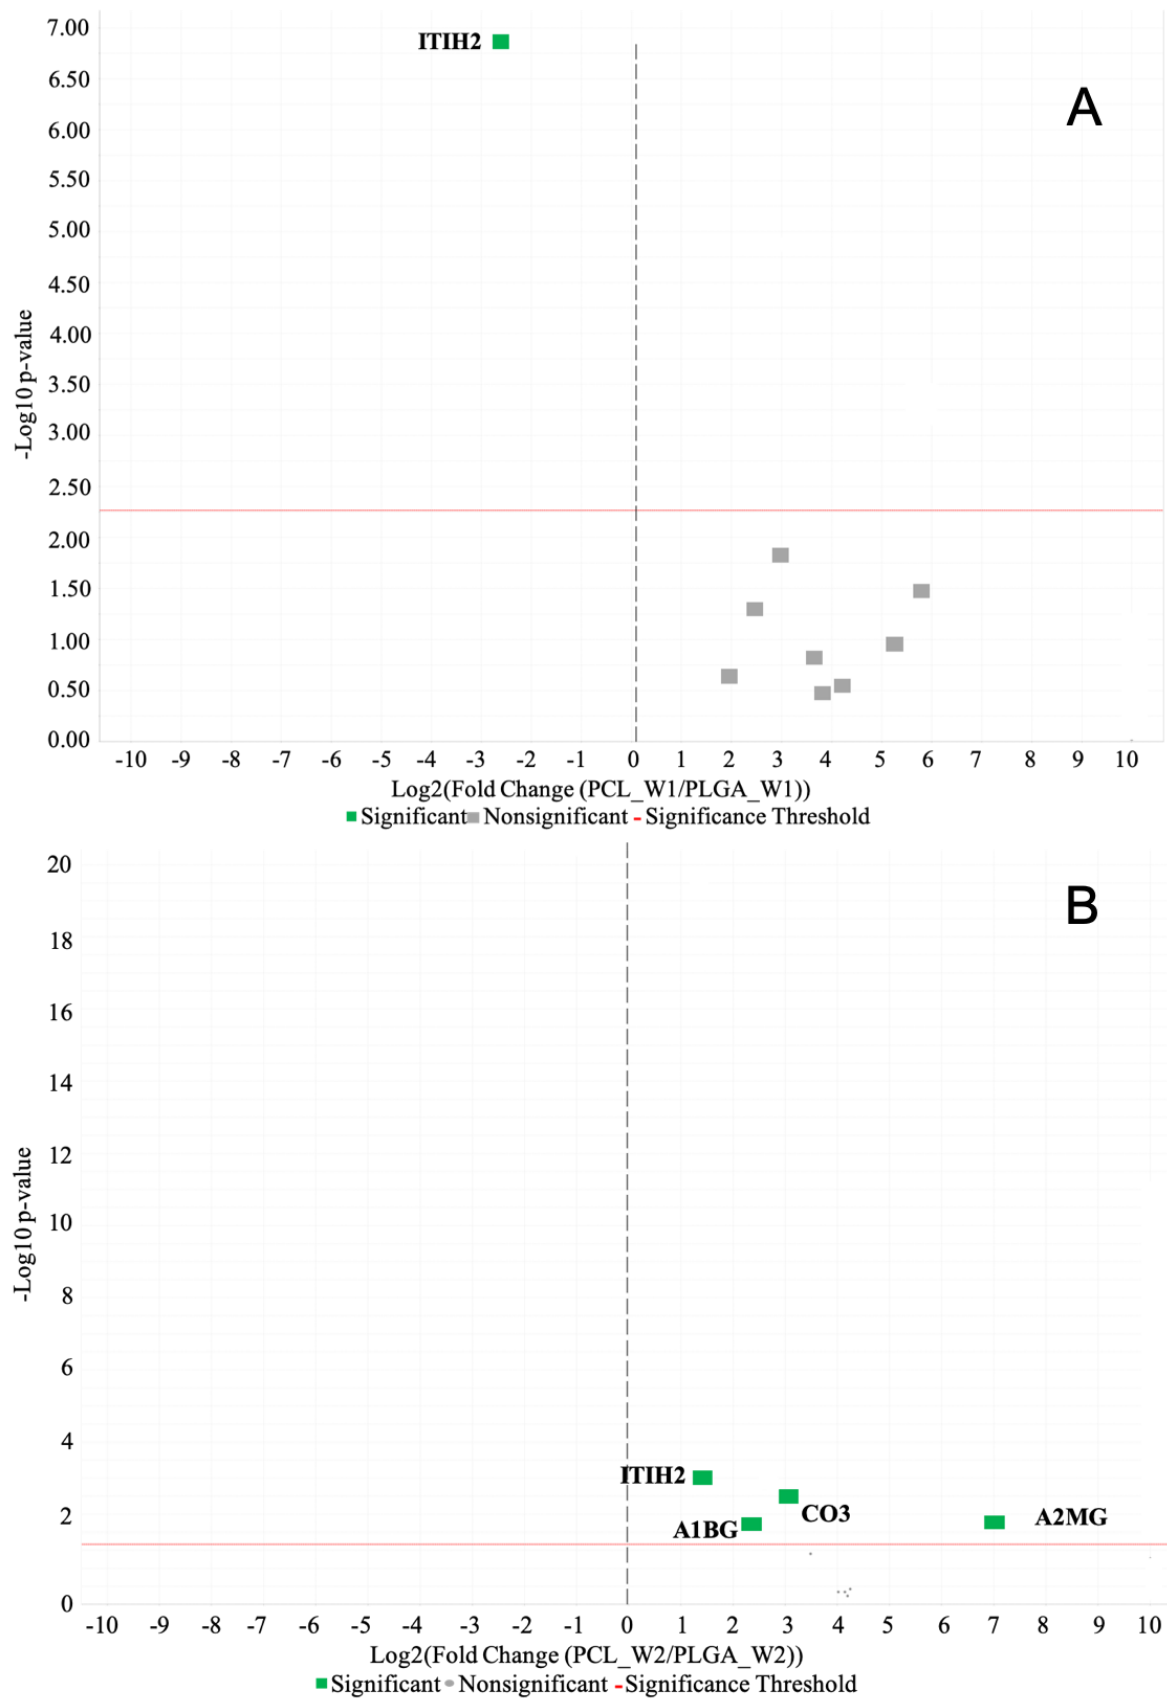 7.00
ITIH2
6.50
A
6.00
5.50
5.00
4.50
4.00
3.50
3.00
2.50
2.00
1.50
1.00
0.50
0.00
-Log10 p-value
-10 -9 -8 -7 -6 -5 -4 -3 -2 -1 0 1 2 3 4 5 6 7 8 9 10
Log2(Fold Change (PCL_W1/PLGA_W1))
Significant Nonsignificant - Significance Threshold
20
B
18
16
14
12
10
8
6
4
2
0
-Log10 p-value
ITIH2
CO3
A1BG
A2MG
-10 -9 -8 -7 -6 -5 -4 -3 -2 -1 0 1 2 3 4 5 6 7 8 9 10
Log2(Fold Change (PCL_W2/PLGA_W2))
Significant Nonsignificant - Significance Threshold